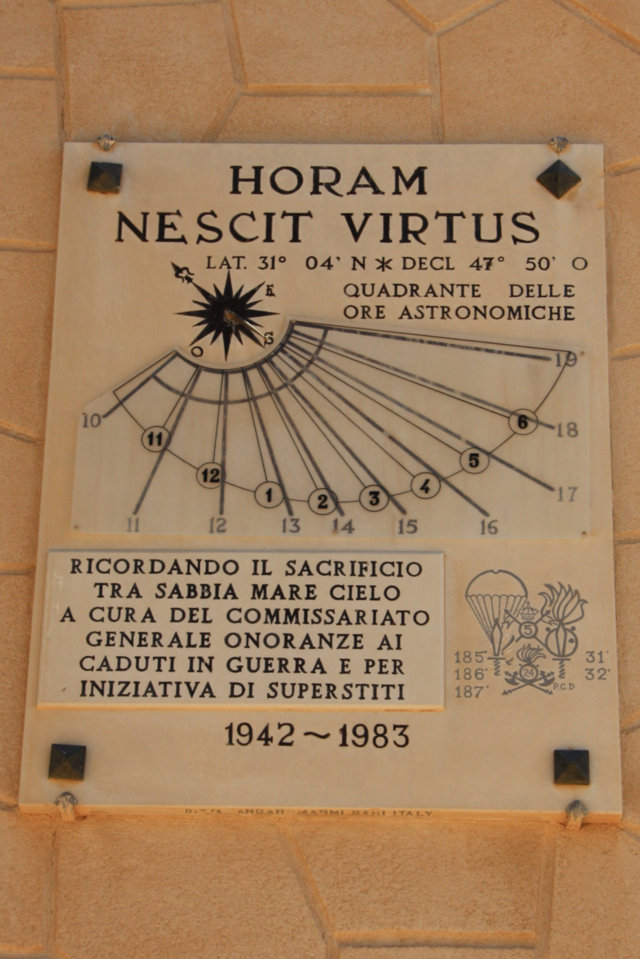 HORAM
NESCIT VIRTUS
LAT. 31° 04' N * DECL 47° 50' O
QUADRANTE DELLE
ORE ASTRONOMICHE
E
S
O
10
11
12
13
14
15
16
17
18
19
11
12
1
2
3
4
5
6
RICORDANDO IL SACRIFICIO
TRA SABBIA MARE CIELO
A CURA DEL COMMISSARIATO
GENERALE ONORANZE AI
CADUTI IN GUERRA E PER
INIZIATIVA DI SUPERSTITI
5
185° 31°
186° 24 32°
187° P.C.D
1942 ~ 1983
ITALY